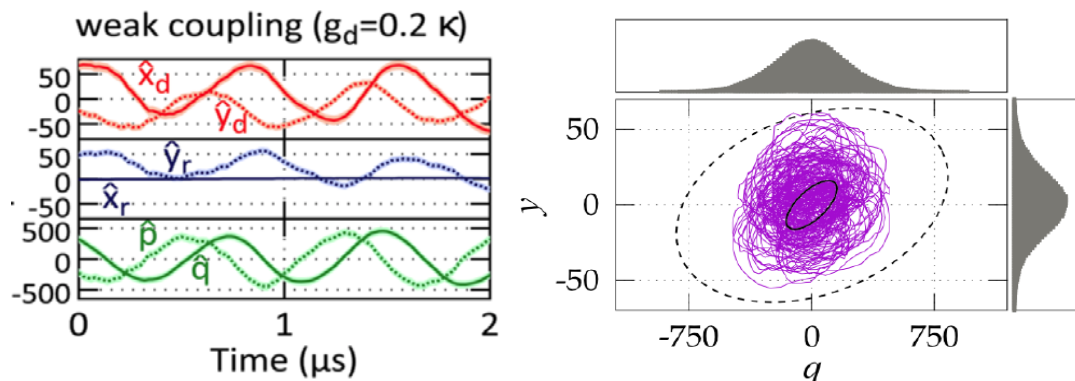 weak coupling (g_d=0.2 κ)
50
0
-50
x̂_d
ŷ_d
50
0
-50
ŷ_r
x̂_r
500
0
-500
p̂
q̂
0
1
2
Time (μs)
y
50
0
-50
-750
0
750
q